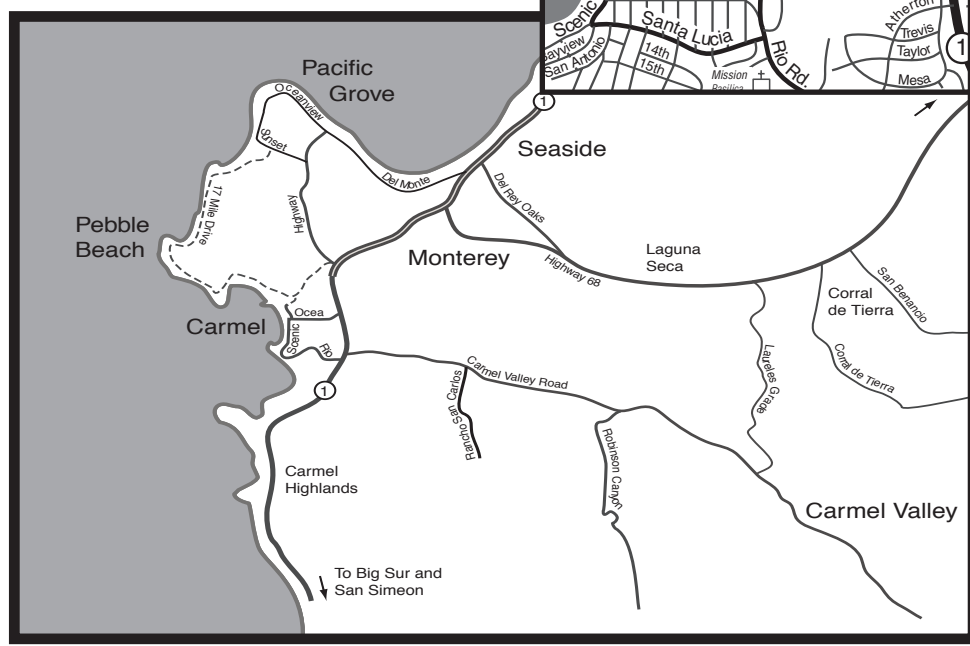 Scenic
Santa Lucia
Bayview
San Antonio
14th
15th
Mission
Basilica
Rio Rd.
Atherton
Trevis
Taylor
Mesa
1
Pacific
Grove
Oceanview
Sunset
1
Seaside
Del Monte
Del Rey Oaks
17 Mile Drive
Highway
Pebble
Beach
Monterey
Highway 68
Laguna
Seca
San Benancio
Corral
de Tierra
Ocea
Carmel
Scenic
Rio
Corral de Tierra
Laureles Grade
Carmel Valley Road
1
Rancho San Carlos
Robinson Canyon
Carmel
Highlands
Carmel Valley
To Big Sur and
San Simeon